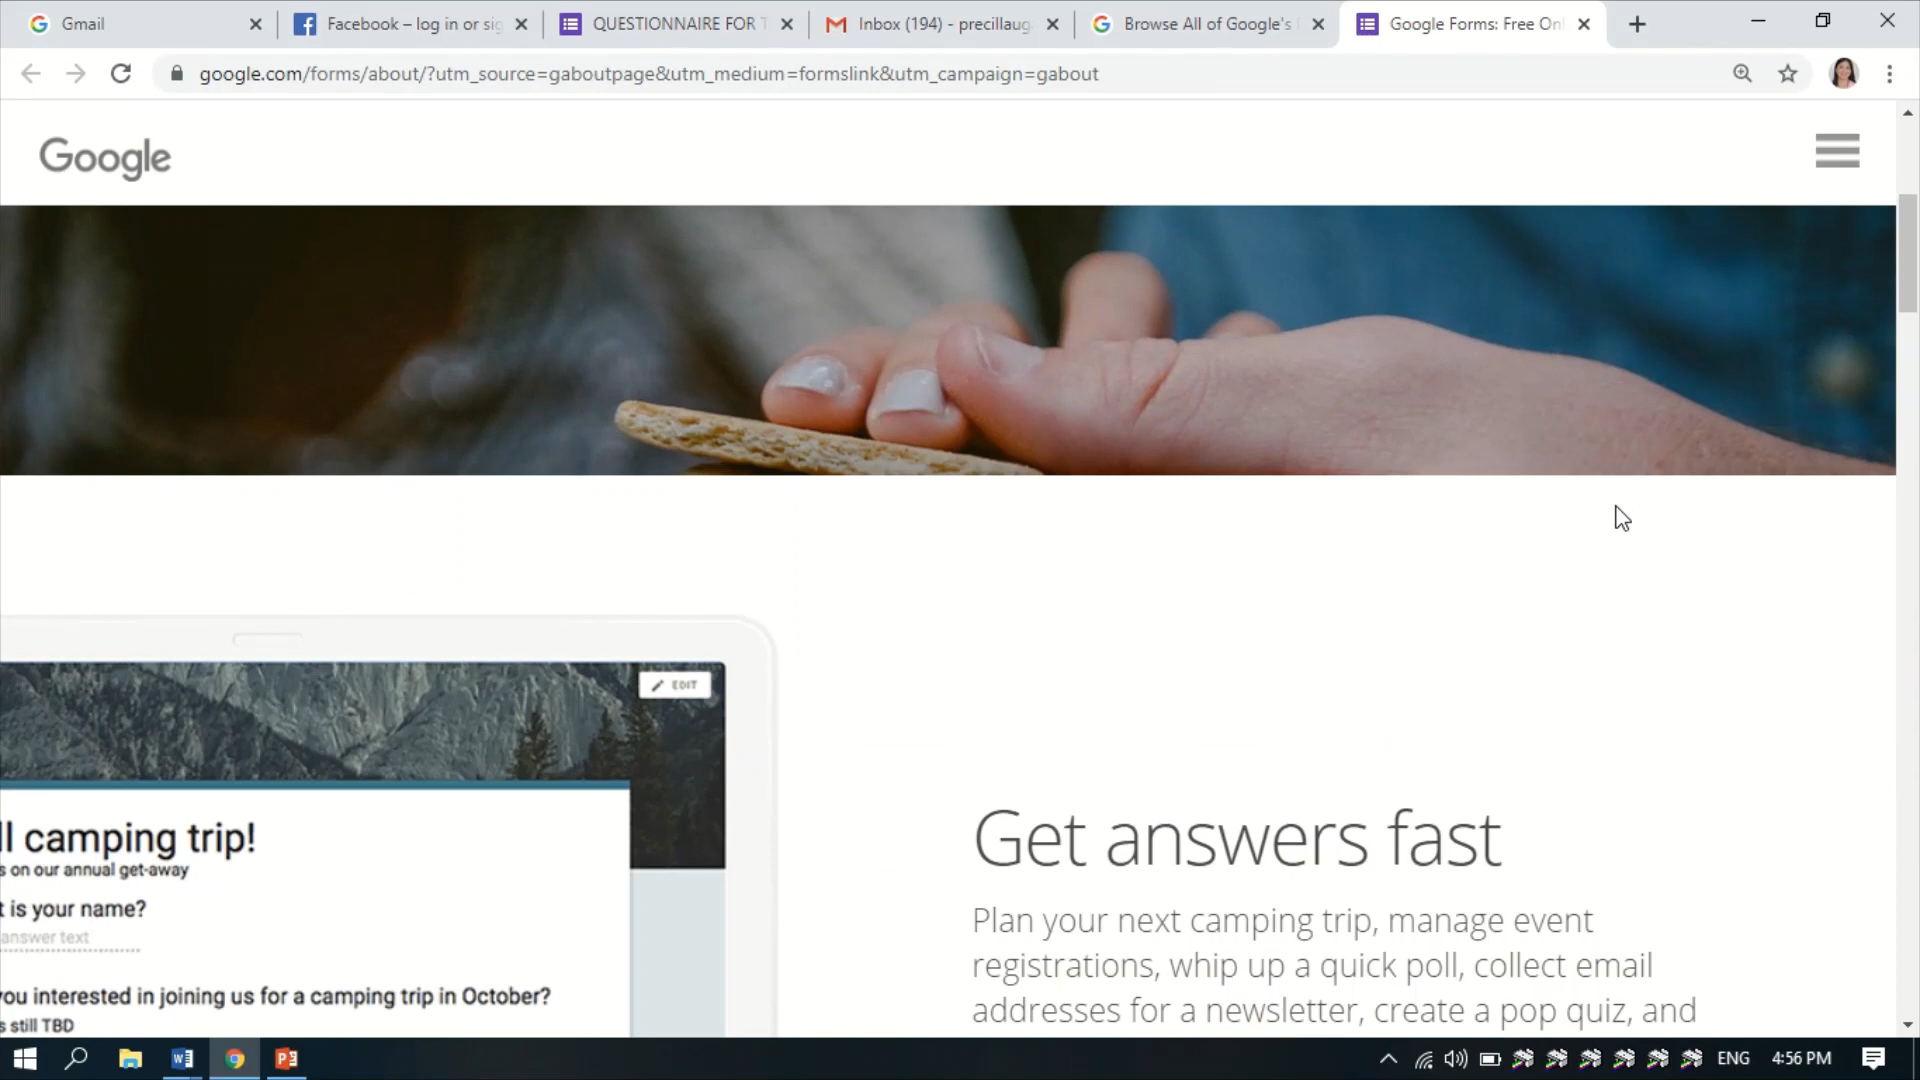 Gmail
Facebook – log in or sig
QUESTIONNAIRE FOR T
Inbox (194) - precillaug
Browse All of Google's
Google Forms: Free On
google.com/forms/about/?utm_source=gaboutpage&utm_medium=formslink&utm_campaign=gabout
Google
EDIT
ll camping trip!
s on our annual get-away
t is your name?
answer text
you interested in joining us for a camping trip in October?
s still TBD
Get answers fast
Plan your next camping trip, manage event
registrations, whip up a quick poll, collect email
addresses for a newsletter, create a pop quiz, and
ENG
4:56 PM